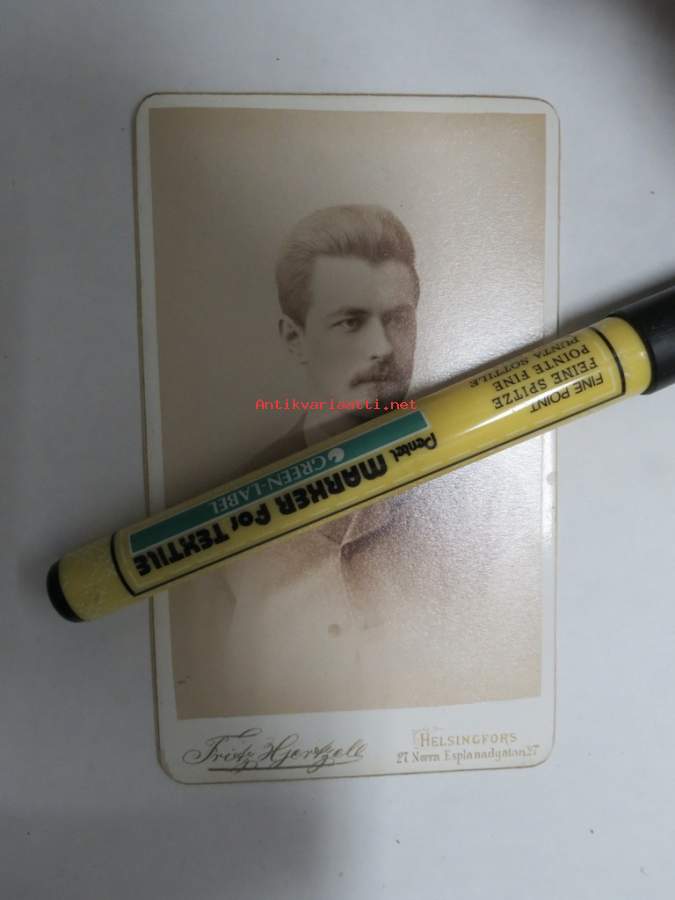 Antikvariaatti.net
FINE POINT
FEINE SPITZE
POINTE FINE
PUNTA SOTTILE
Pentel MARKER for TEXTILE
GREEN-LABEL
Fritz Hjertzell
HELSINGFORS
27 Norra Esplanadgatan 27